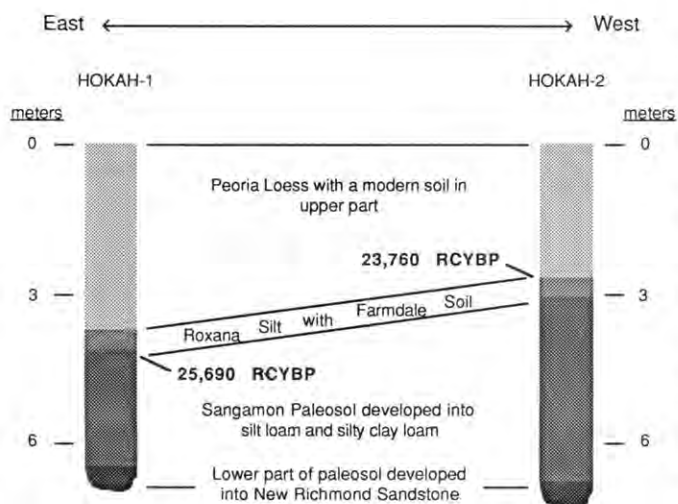 East West
HOKAH-1 HOKAH-2
meters meters
0 0
Peoria Loess with a modern soil in
upper part
23,760 RCYBP
3 3
Roxana Silt with Farmdale Soil
25,690 RCYBP
Sangamon Paleosol developed into
silt loam and silty clay loam
6 6
Lower part of paleosol developed
into New Richmond Sandstone